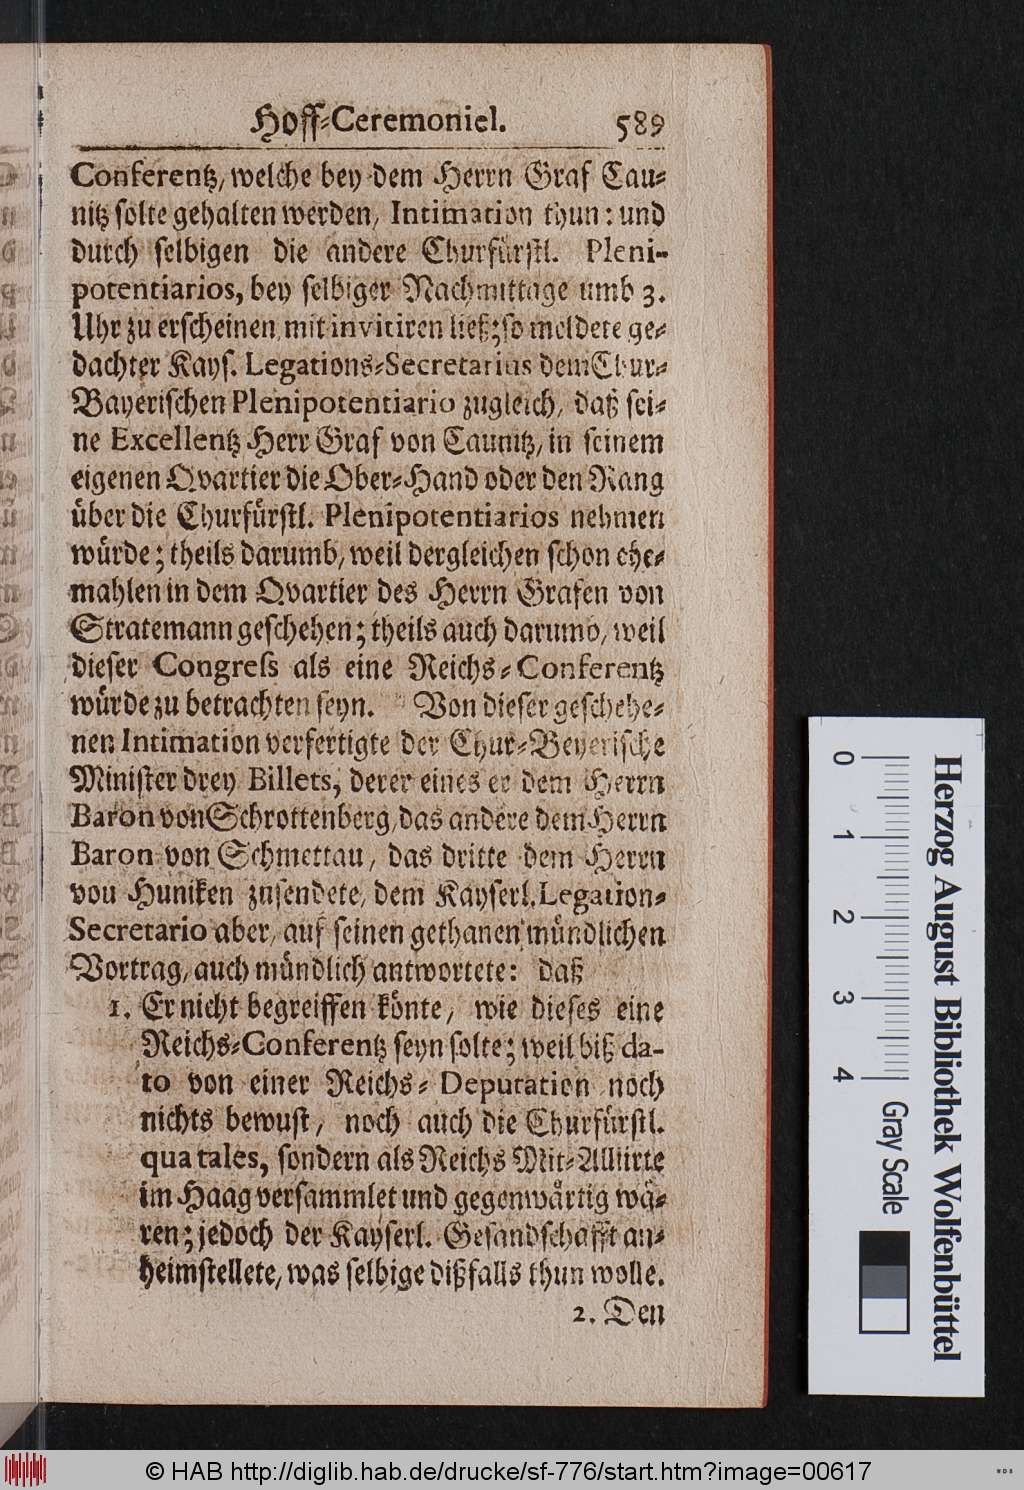 Hoff-Ceremoniel. 589
Conferentz, welche bey dem Herrn Graf Cau-
nitz solte gehalten werden, Intimation thun: und
durch selbigen die andere Churfürstl. Pleni-
potentiarios, bey selbiger Nachmittage umb 3.
Uhr zu erscheinen mit invitiren ließ; so meldete ge-
dachter Kays. Legations-Secretarius dem Chur-
Bayerischen Plenipotentiario zugleich, daß sei-
ne Excellentz Herr Graf von Caunitz, in seinem
eigenen Qvartier die Ober-Hand oder den Rang
über die Churfürstl. Plenipotentiarios nehmen
würde; theils darumb, weil dergleichen schon ehe-
mahlen in dem Qvartier des Herrn Grafen von
Stratemann geschehen; theils auch darumb, weil
dieser Congress als eine Reichs-Conferentz
würde zu betrachten seyn. Von dieser geschehe-
nen Intimation verfertigte der Chur-Beyerische
Minister drey Billets, derer eines er dem Herrn
Baron von Schrottenberg, das andere dem Herrn
Baron von Schmettau, das dritte dem Herrn
von Huniken zusendete, dem Kayserl. Legation-
Secretario aber, auf seinen gethanen mündlichen
Vortrag, auch mündlich antwortete: daß
1. Er nicht begreiffen könte, wie dieses eine
Reichs-Conferentz seyn solte; weil biß da-
to von einer Reichs-Deputation noch
nichts bewust, noch auch die Churfürstl.
qua tales, sondern als Reichs Mit-Alliirte
im Haag versammlet und gegenwärtig wä-
ren; jedoch der Kayserl. Gesandschafft an-
heimstellete, was selbige dißfalls thun wolle.
2. Den
0 1 2 3 4
Gray Scale
Herzog August Bibliothek Wolfenbüttel
© HAB http://diglib.hab.de/drucke/sf-776/start.htm?image=00617